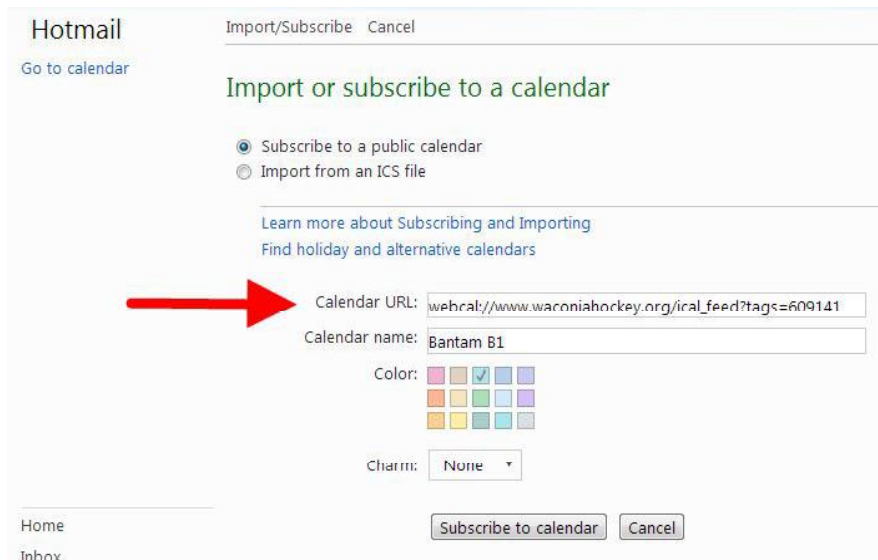 Hotmail
Import/Subscribe Cancel
Go to calendar
Import or subscribe to a calendar
Subscribe to a public calendar
Import from an ICS file
Learn more about Subscribing and Importing
Find holiday and alternative calendars
Calendar URL: webcal://www.waconiahockey.org/ical_feed?tags=609141
Calendar name: Bantam B1
Color:
Charm: None
Subscribe to calendar Cancel
Home
Inbox